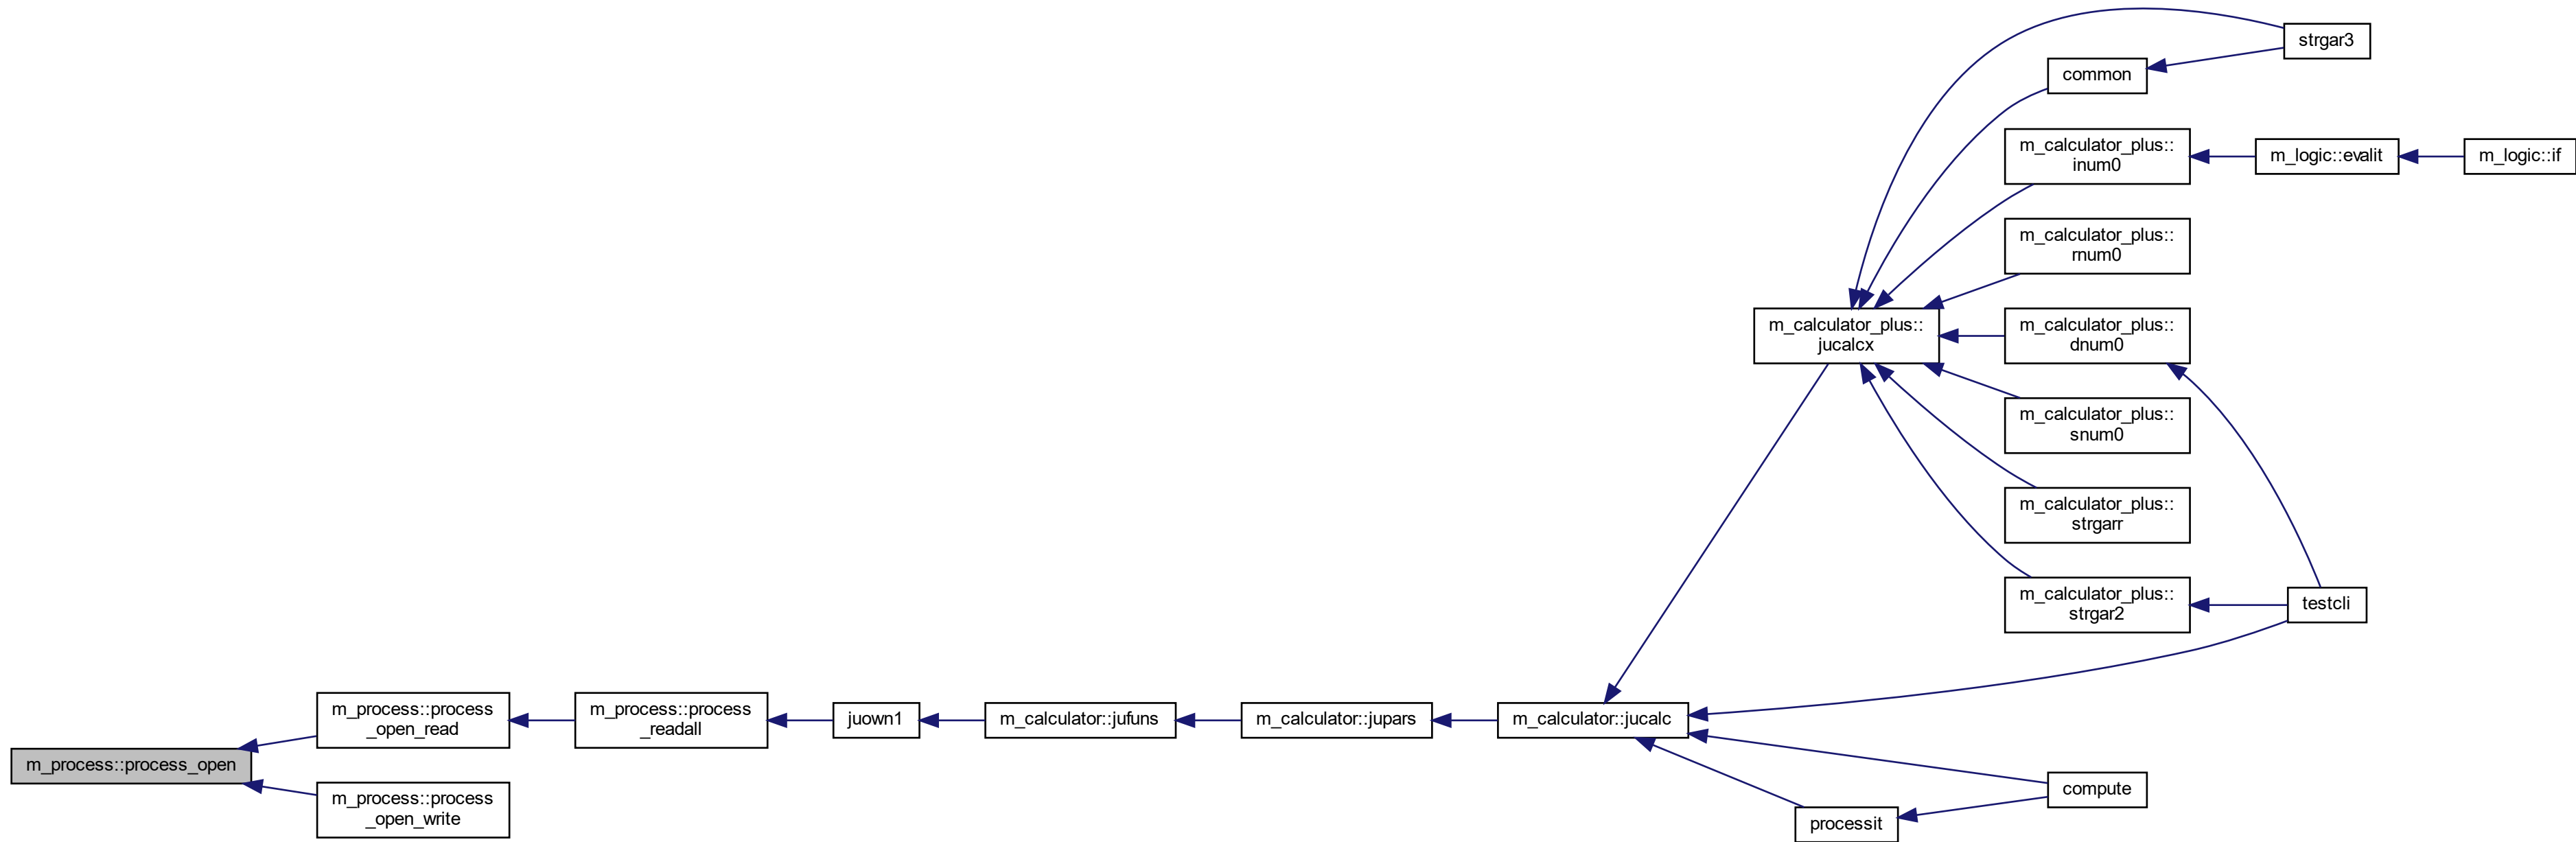 strgar3
common
m_calculator_plus::
inum0
m_logic::evalit
m_logic::if
m_calculator_plus::
rnum0
m_calculator_plus::
jucalcx
m_calculator_plus::
dnum0
m_calculator_plus::
snum0
m_calculator_plus::
strgarr
m_calculator_plus::
strgar2
testcli
m_process::process
_open_read
m_process::process
_readall
juown1
m_calculator::jufuns
m_calculator::jupars
m_calculator::jucalc
m_process::process_open
m_process::process
_open_write
compute
processit